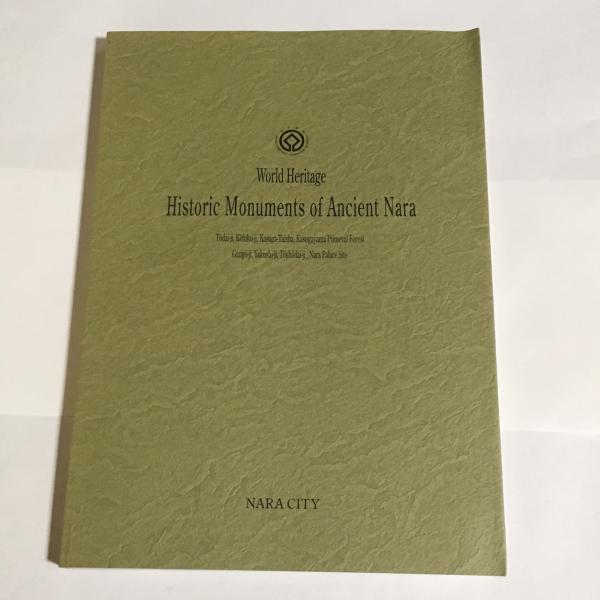 World Heritage
Historic Monuments of Ancient Nara
Tōdai-ji, Kōfuku-ji, Kasuga-Taisha, Kasugayama Primeval Forest
Gangō-ji, Yakushi-ji, Tōshōdai-ji , Nara Palace Site
NARA CITY